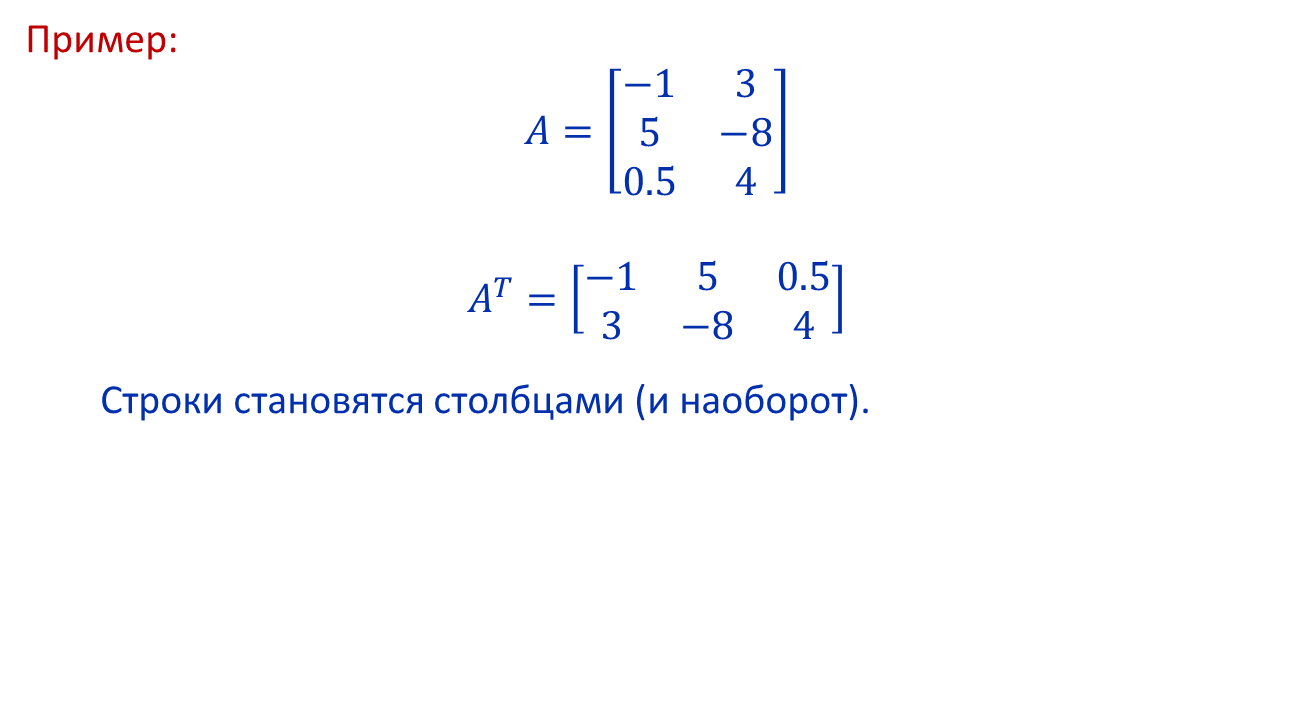 Пример:
A = [−1 3
5 −8
0.5 4]
A^T = [−1 5 0.5
3 −8 4]
Строки становятся столбцами (и наоборот).